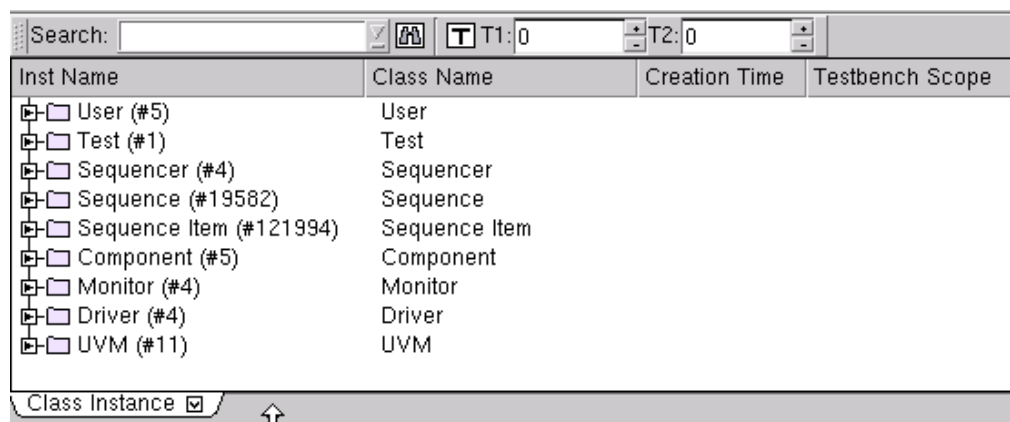 Search: T T1: 0 T2: 0
Inst Name Class Name Creation Time Testbench Scope
User (#5) User
Test (#1) Test
Sequencer (#4) Sequencer
Sequence (#19582) Sequence
Sequence Item (#121994) Sequence Item
Component (#5) Component
Monitor (#4) Monitor
Driver (#4) Driver
UVM (#11) UVM
Class Instance